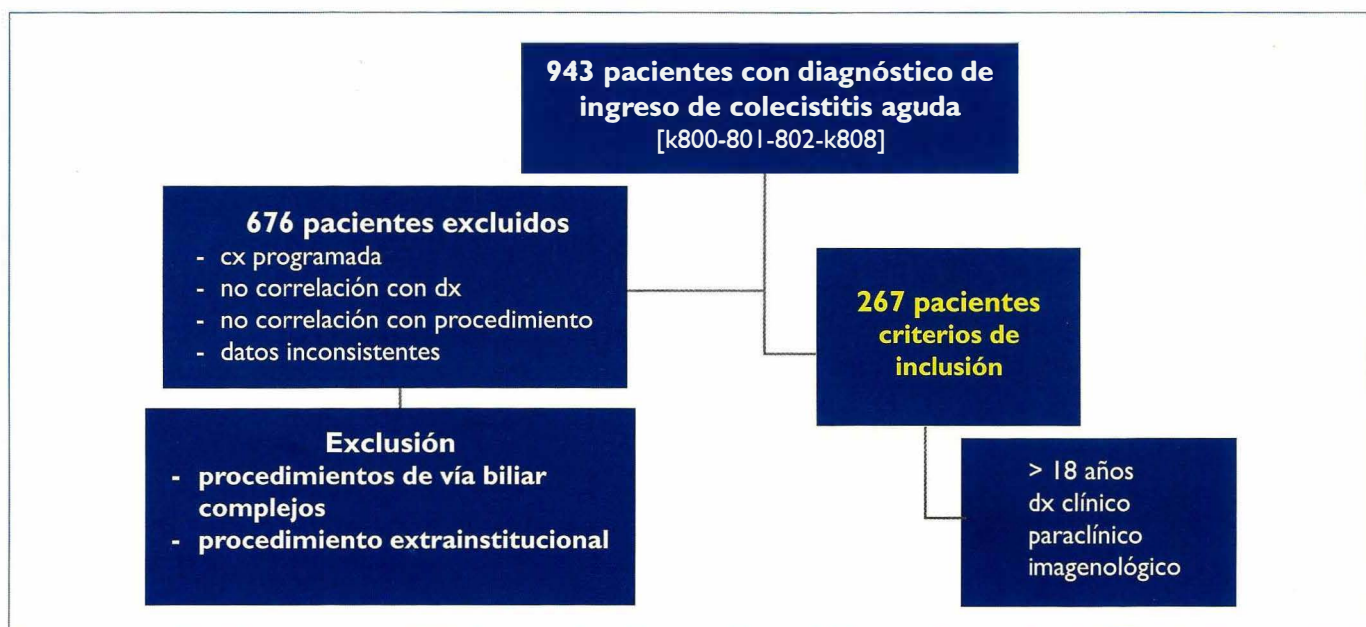 943 pacientes con diagnóstico de
ingreso de colecistitis aguda
[k800-801-802-k808]
676 pacientes excluidos
- cx programada
- no correlación con dx
- no correlación con procedimiento
- datos inconsistentes
267 pacientes
criterios de
inclusión
Exclusión
- procedimientos de vía biliar
complejos
- procedimiento extrainstitucional
> 18 años
dx clínico
paraclínico
imagenológico